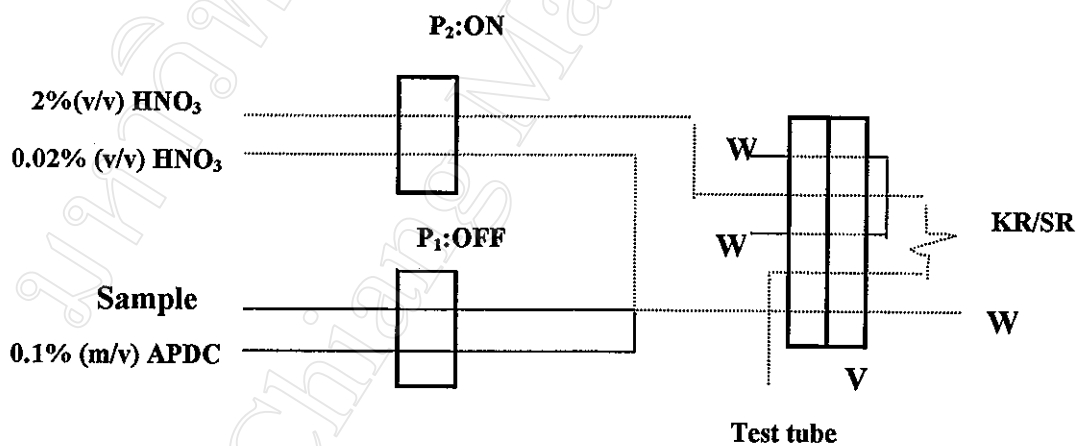 P₂:ON
2%(v/v) HNO₃
0.02% (v/v) HNO₃
W
W
KR/SR
P₁:OFF
Sample
W
0.1% (m/v) APDC
V
Test tube